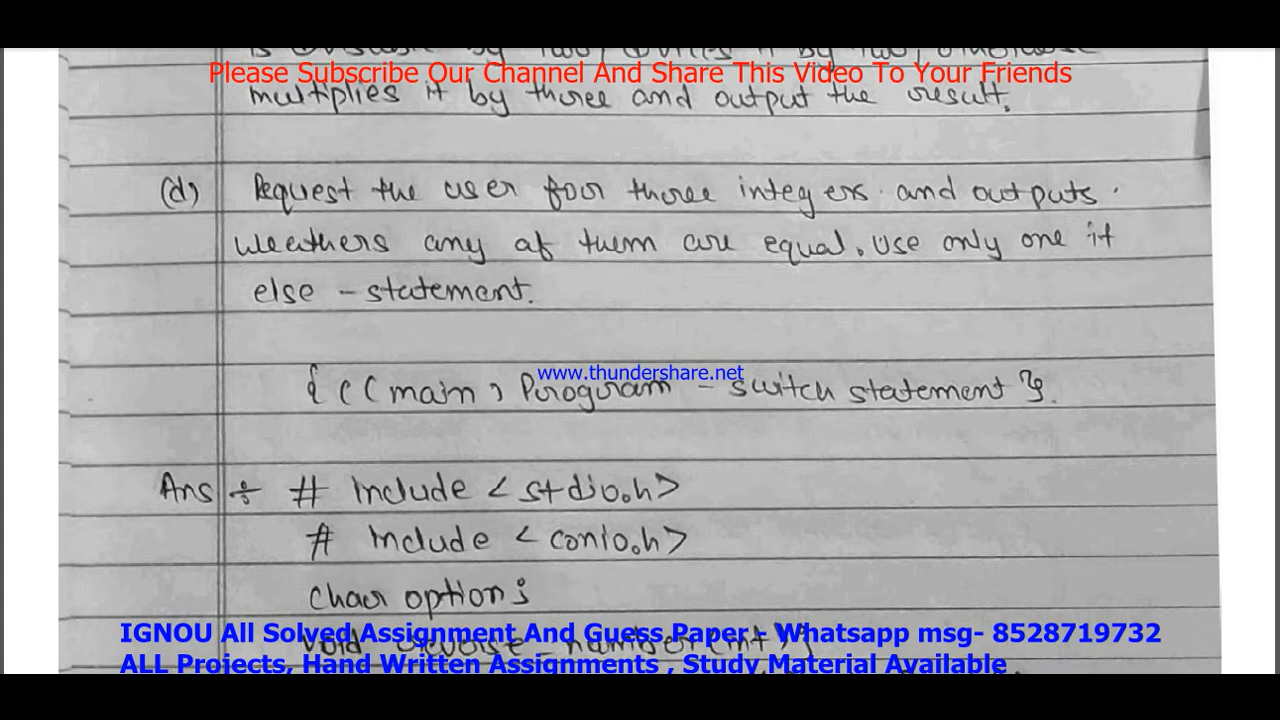 Please Subscribe Our Channel And Share This Video To Your Friends
multiplies it by three and output the result.
(d) Request the user for three integers and outputs
weathers any of them are equal. Use only one if
else - statement.
www.thundershare.net
{ ( ( main ) Program - switch statement }.
Ans ÷ # include < stdio.h >
# include < conio.h >
char option ;
IGNOU All Solved Assignment And Guess Paper - Whatsapp msg- 8528719732
void reverse - number
ALL Projects, Hand Written Assignments , Study Material Available